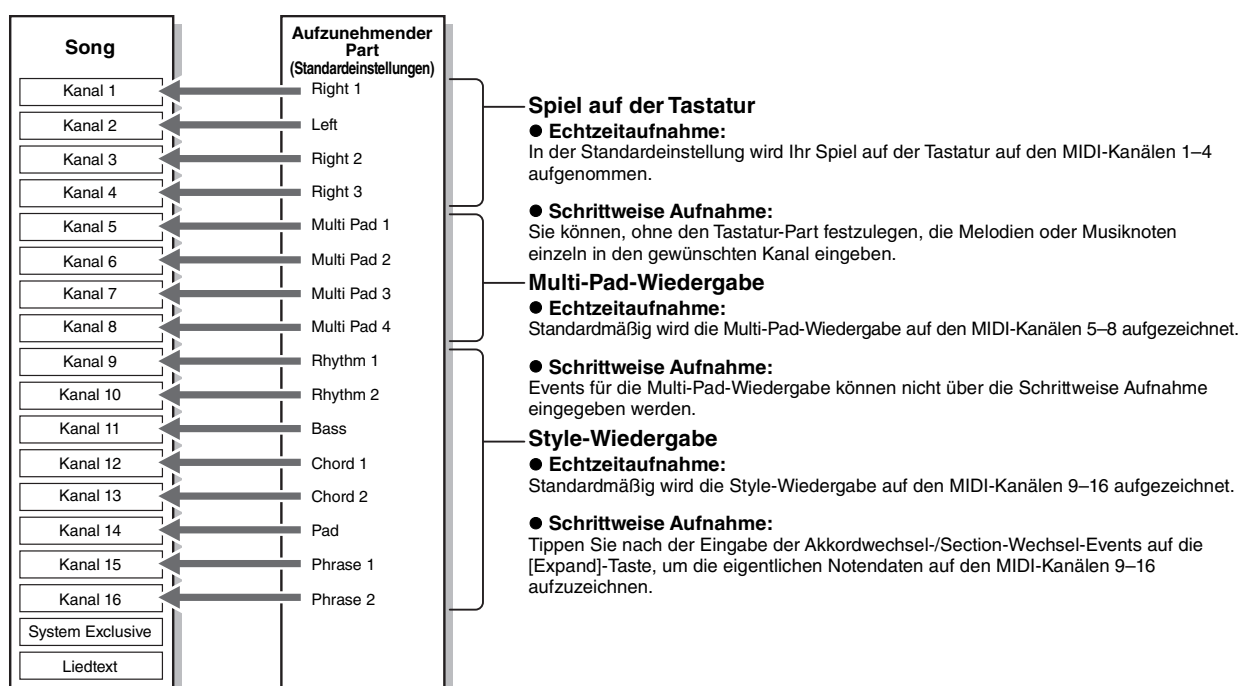 Song
Kanal 1
Kanal 2
Kanal 3
Kanal 4
Kanal 5
Kanal 6
Kanal 7
Kanal 8
Kanal 9
Kanal 10
Kanal 11
Kanal 12
Kanal 13
Kanal 14
Kanal 15
Kanal 16
System Exclusive
Liedtext
Aufzunehmender
Part
(Standardeinstellungen)
Right 1
Left
Right 2
Right 3
Multi Pad 1
Multi Pad 2
Multi Pad 3
Multi Pad 4
Rhythm 1
Rhythm 2
Bass
Chord 1
Chord 2
Pad
Phrase 1
Phrase 2
Spiel auf der Tastatur
● Echtzeitaufnahme:
In der Standardeinstellung wird Ihr Spiel auf der Tastatur auf den MIDI-Kanälen 1–4
aufgenommen.
● Schrittweise Aufnahme:
Sie können, ohne den Tastatur-Part festzulegen, die Melodien oder Musiknoten
einzeln in den gewünschten Kanal eingeben.
Multi-Pad-Wiedergabe
● Echtzeitaufnahme:
Standardmäßig wird die Multi-Pad-Wiedergabe auf den MIDI-Kanälen 5–8 aufgezeichnet.
● Schrittweise Aufnahme:
Events für die Multi-Pad-Wiedergabe können nicht über die Schrittweise Aufnahme
eingegeben werden.
Style-Wiedergabe
● Echtzeitaufnahme:
Standardmäßig wird die Style-Wiedergabe auf den MIDI-Kanälen 9–16 aufgezeichnet.
● Schrittweise Aufnahme:
Tippen Sie nach der Eingabe der Akkordwechsel-/Section-Wechsel-Events auf die
[Expand]-Taste, um die eigentlichen Notendaten auf den MIDI-Kanälen 9–16
aufzuzeichnen.